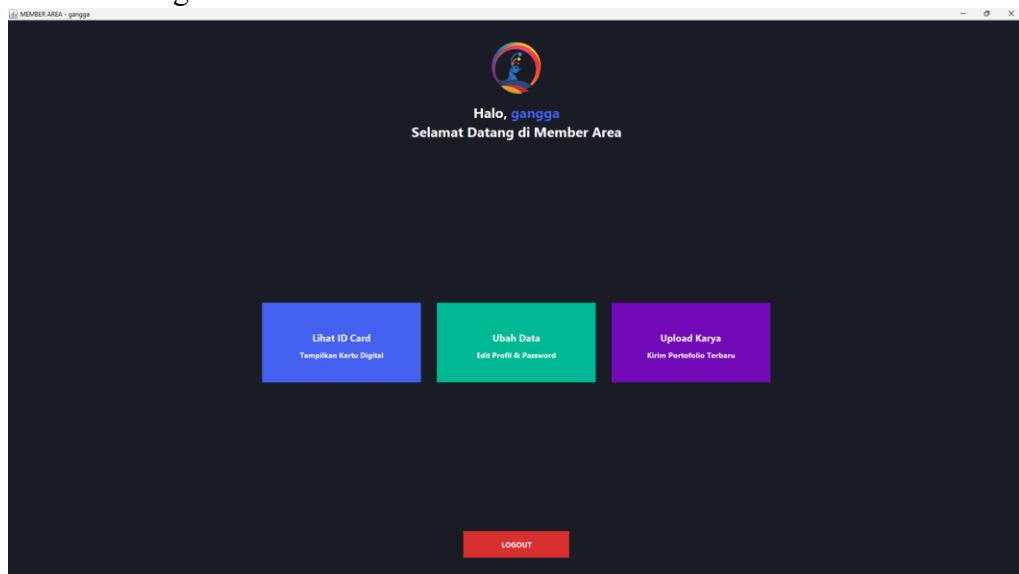 MEMBER AREA - gangga
Halo, gangga
Selamat Datang di Member Area
Lihat ID Card
Tampilkan Kartu Digital
Ubah Data
Edit Profil & Password
Upload Karya
Kirim Portofolio Terbaru
LOGOUT